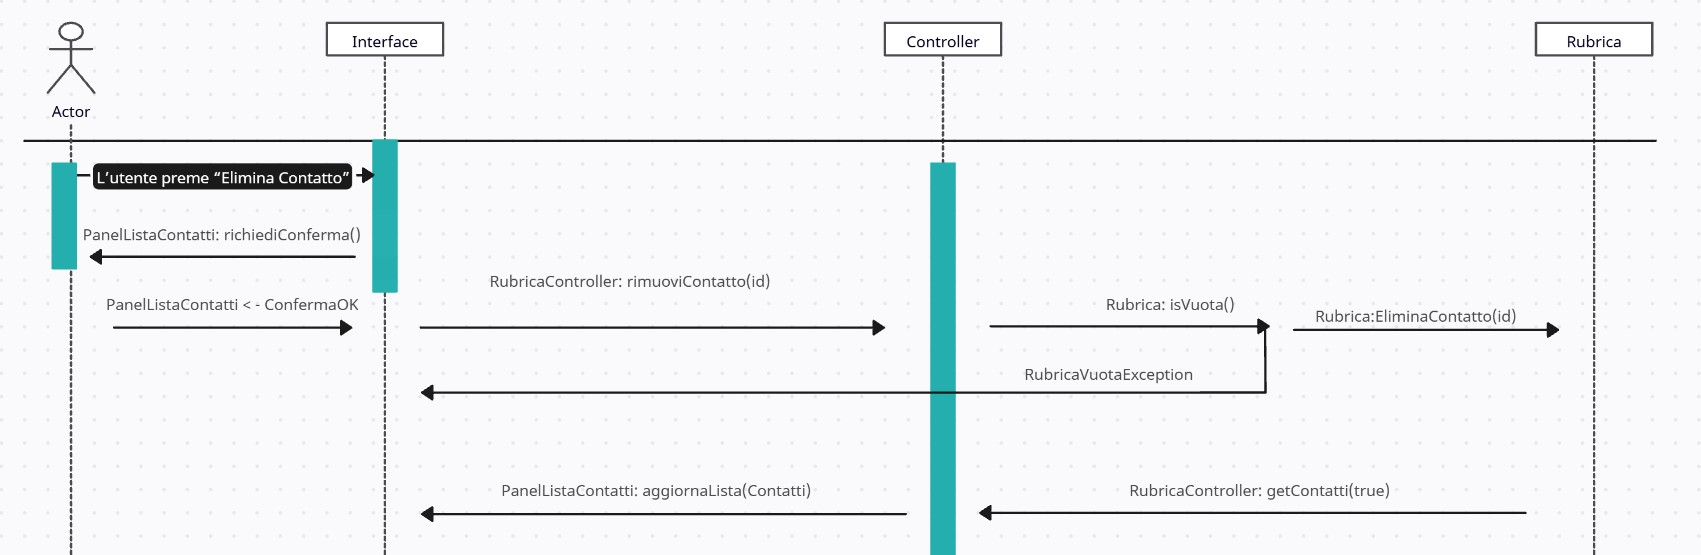 Interface
Controller
Rubrica
Actor
L’utente preme “Elimina Contatto”
PanelListaContatti: richiediConferma()
RubricaController: rimuoviContatto(id)
PanelListaContatti < - ConfermaOK
Rubrica: isVuota()
Rubrica:EliminaContatto(id)
RubricaVuotaException
PanelListaContatti: aggiornaLista(Contatti)
RubricaController: getContatti(true)